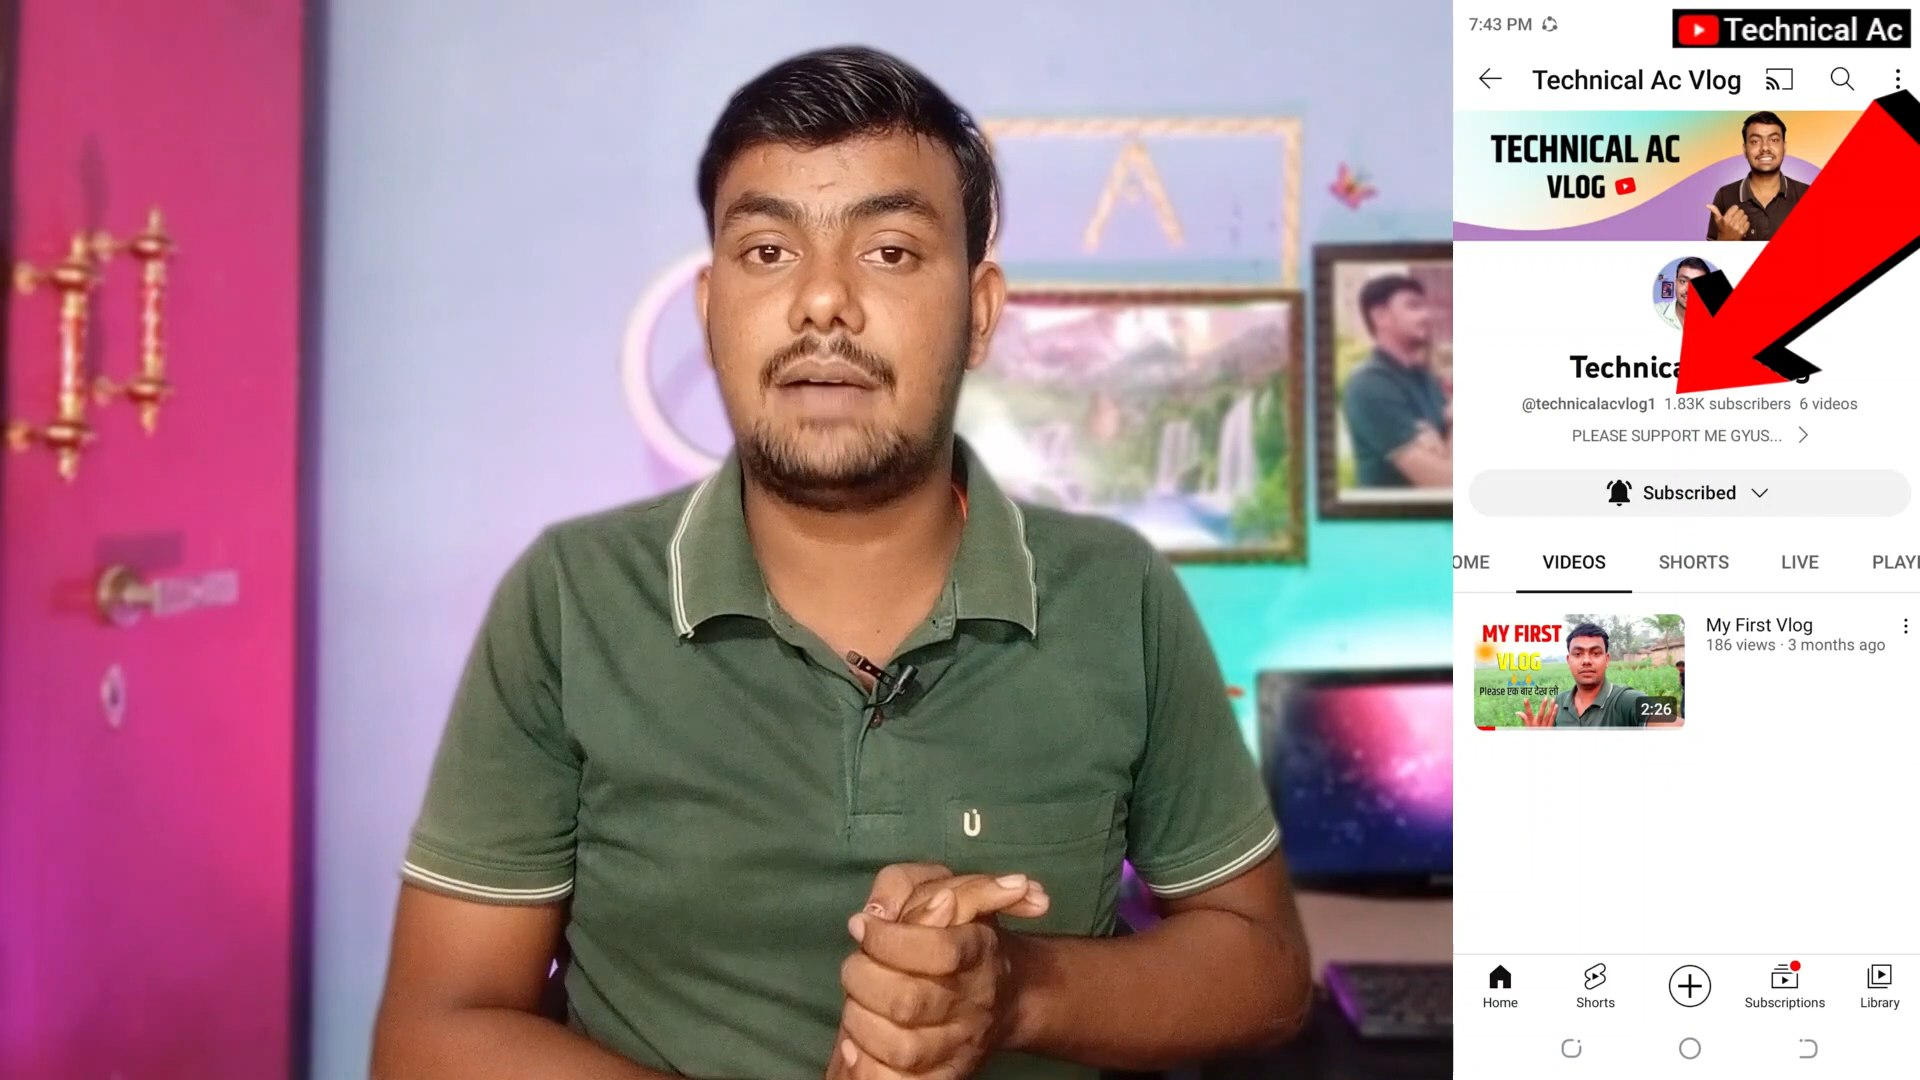 7:43 PM
Technical Ac
Technical Ac Vlog
TECHNICAL AC
VLOG
@technicalacvlog1 1.83K subscribers 6 videos
PLEASE SUPPORT ME GYUS...
Subscribed
OME VIDEOS SHORTS LIVE PLAYI
MY FIRST
VLOG
Please एक बार देख लो
2:26
My First Vlog
186 views · 3 months ago
Home Shorts Subscriptions Library
A
U